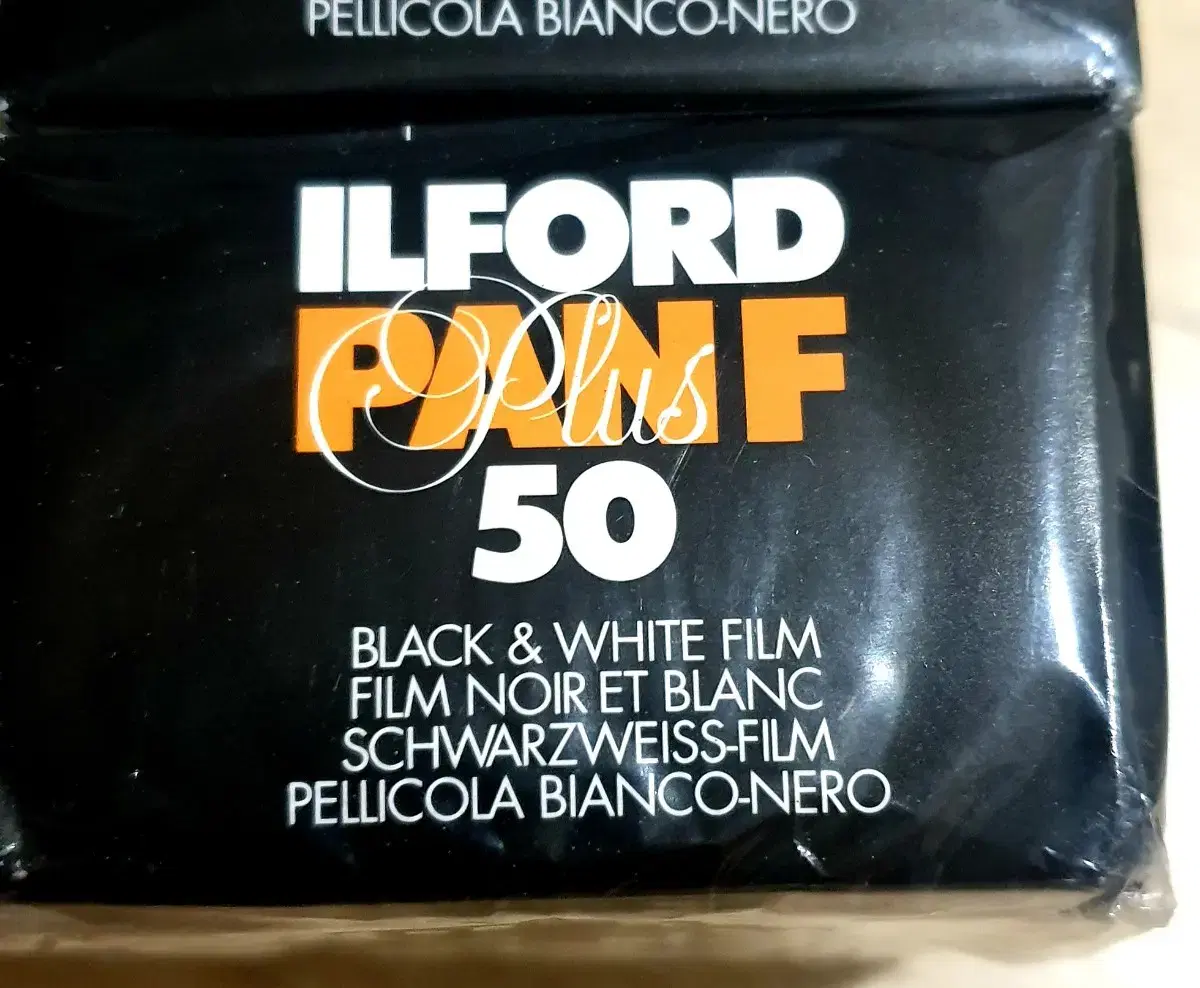 PELLICOLA BIANCO-NERO
ILFORD
PAN F
Plus
50
BLACK & WHITE FILM
FILM NOIR ET BLANC
SCHWARZWEISS-FILM
PELLICOLA BIANCO-NERO